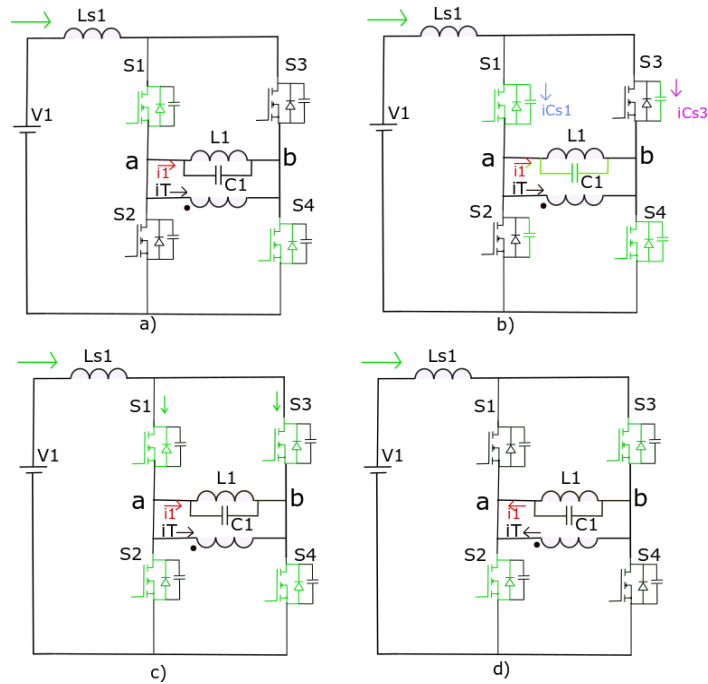 Ls1
S1
S3
V1
L1
a
b
i1
C1
iT
S2
S4
a)
Ls1
S1
S3
iCs1
iCs3
V1
L1
a
b
i1
C1
iT
S2
S4
b)
Ls1
S1
S3
V1
L1
a
b
i1
C1
iT
S2
S4
c)
Ls1
S1
S3
V1
L1
a
b
i1
C1
iT
S2
S4
d)